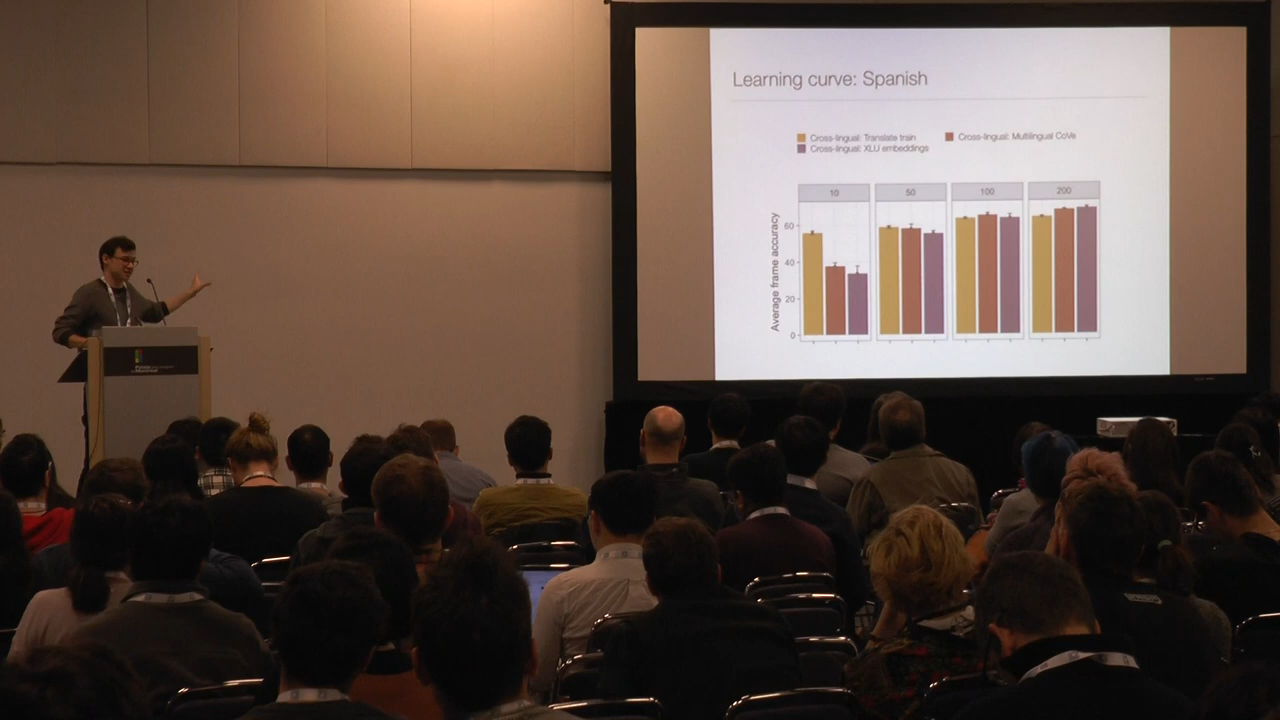 Learning curve: Spanish
Cross-lingual: Translate train
Cross-lingual: Multilingual CoVe
Cross-lingual: XLU embeddings
10 50 100 200
Average frame accuracy
60
40
20
0